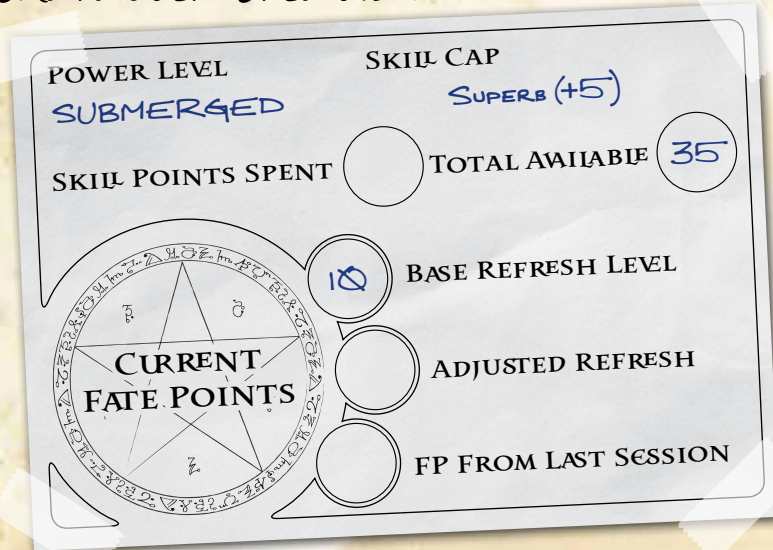 POWER LEVEL
SKILL CAP
SUBMERGED
SUPERB (+5)
SKILL POINTS SPENT
TOTAL AVAILABLE
35
10
BASE REFRESH LEVEL
CURRENT
FATE POINTS
ADJUSTED REFRESH
FP FROM LAST SESSION